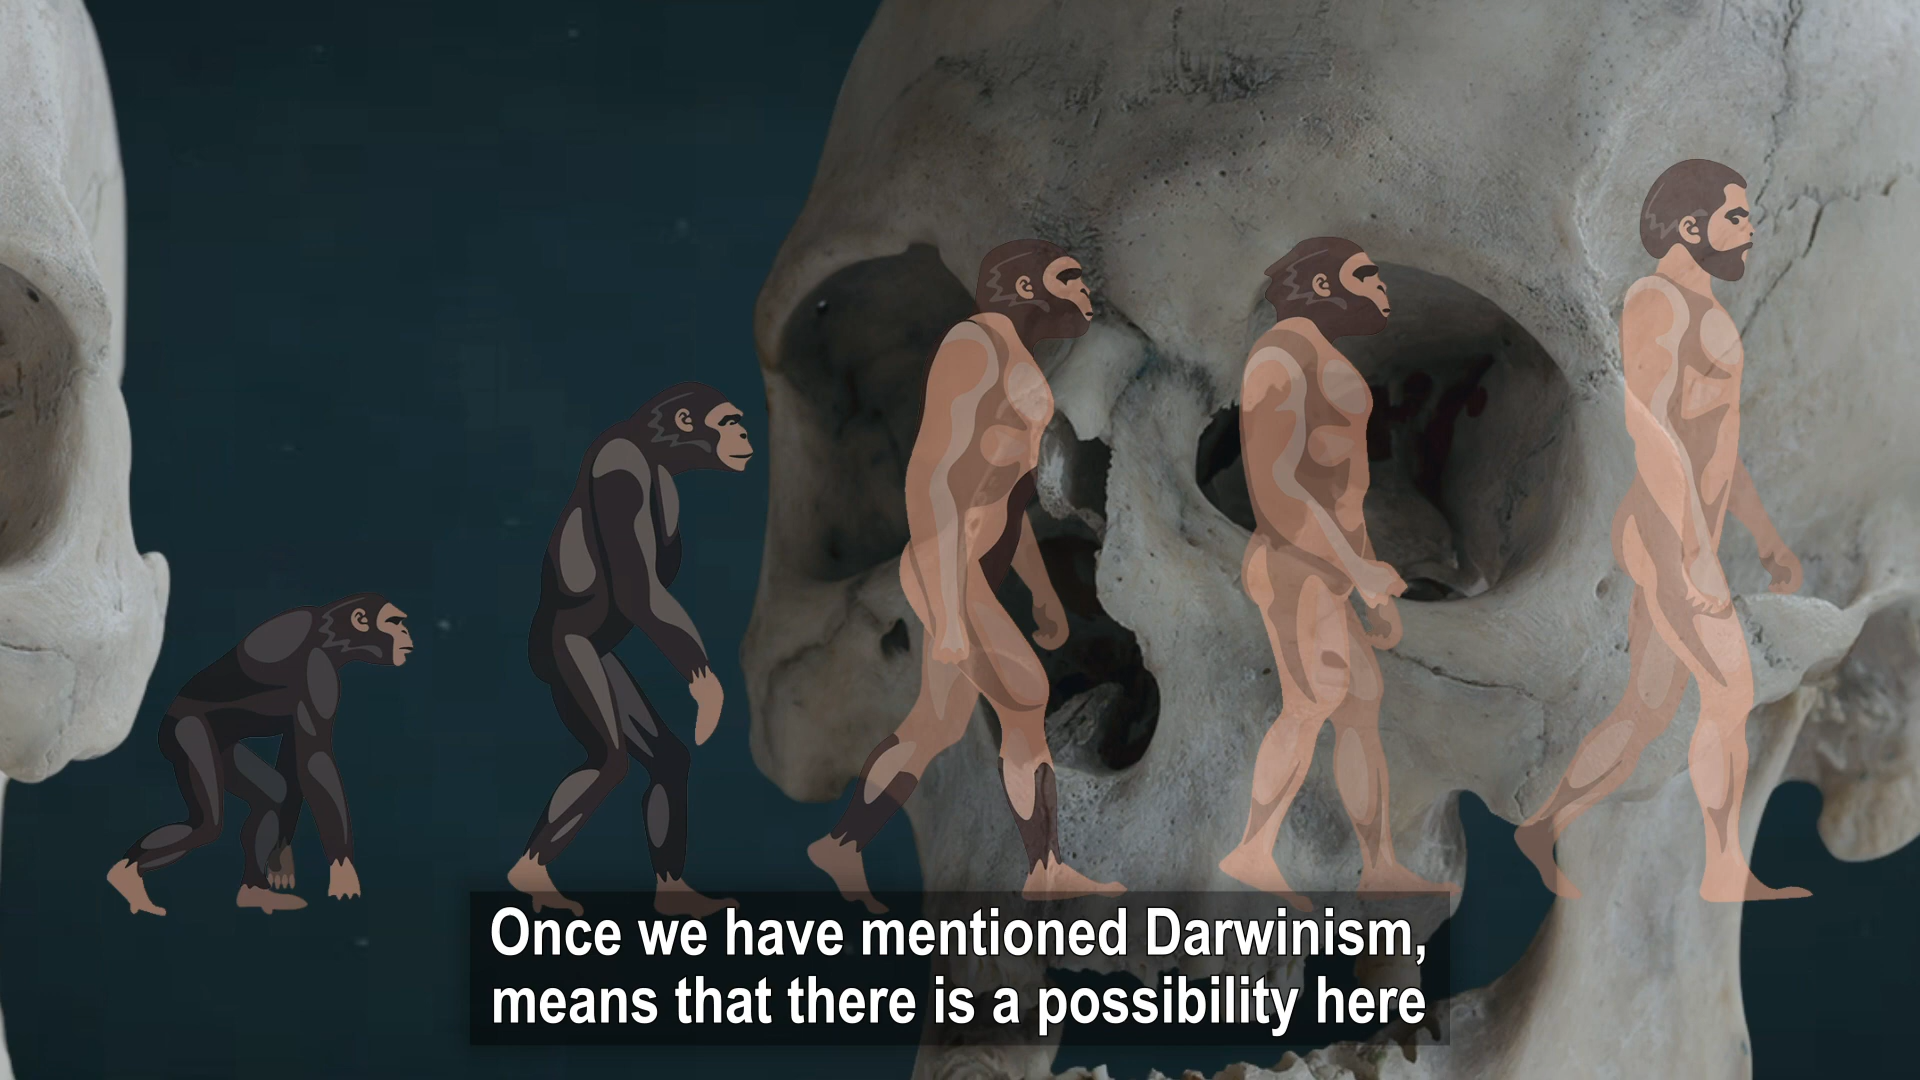 Once we have mentioned Darwinism,
means that there is a possibility here